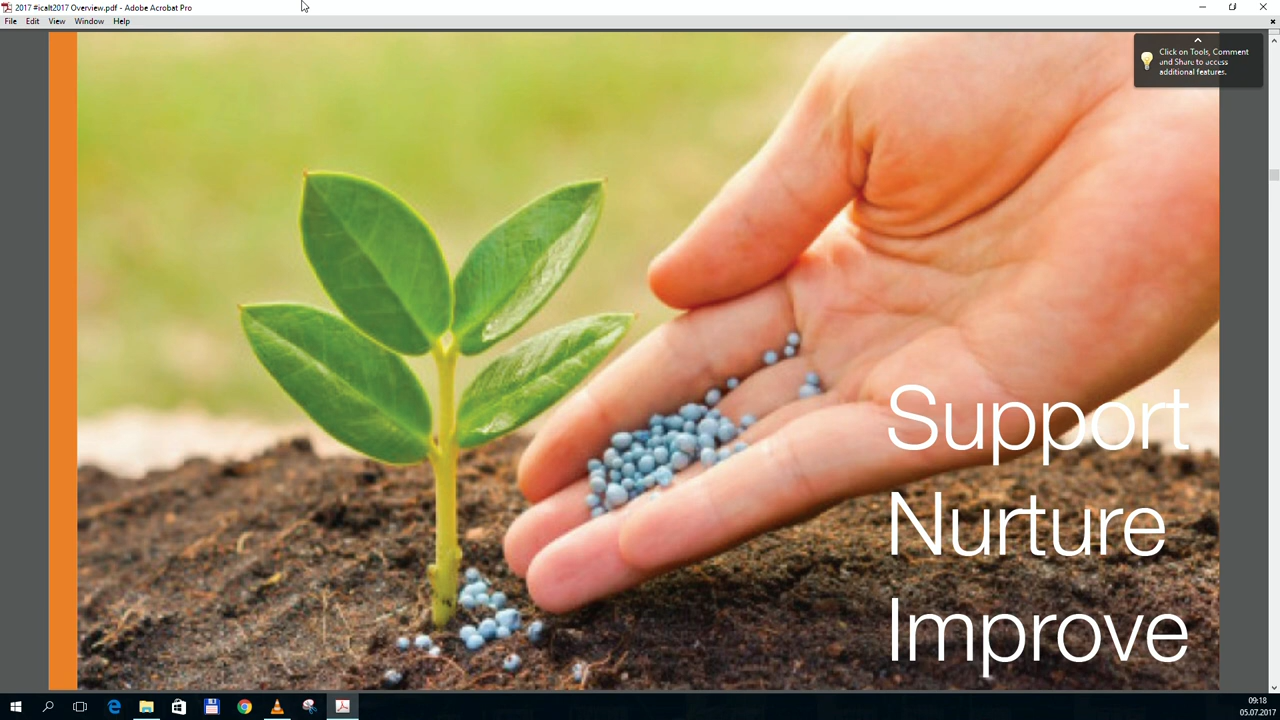 2017 #icalt2017 Overview.pdf - Adobe Acrobat Pro
File Edit View Window Help
Click on Tools, Comment
and Share to access
additional features.
Support
Nurture
Improve
09:18
05.07.2017